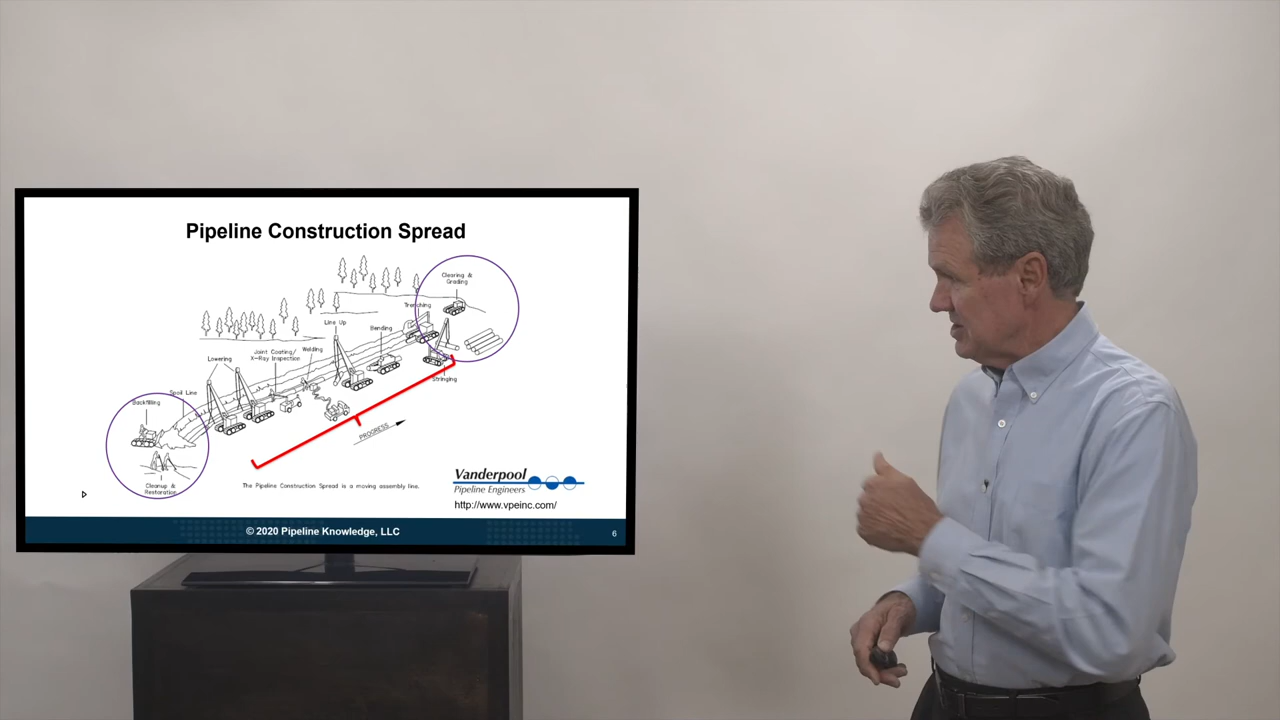 Pipeline Construction Spread
Clearing &
Grading
Trenching
Line Up
Bending
Welding
Joint Coating/
X-Ray Inspection
Lowering
Stringing
Spoil Line
Backfilling
PROGRESS
Cleanup &
Restoration
The Pipeline Construction Spread is a moving assembly line.
Vanderpool
Pipeline Engineers
http://www.vpeinc.com/
© 2020 Pipeline Knowledge, LLC
6